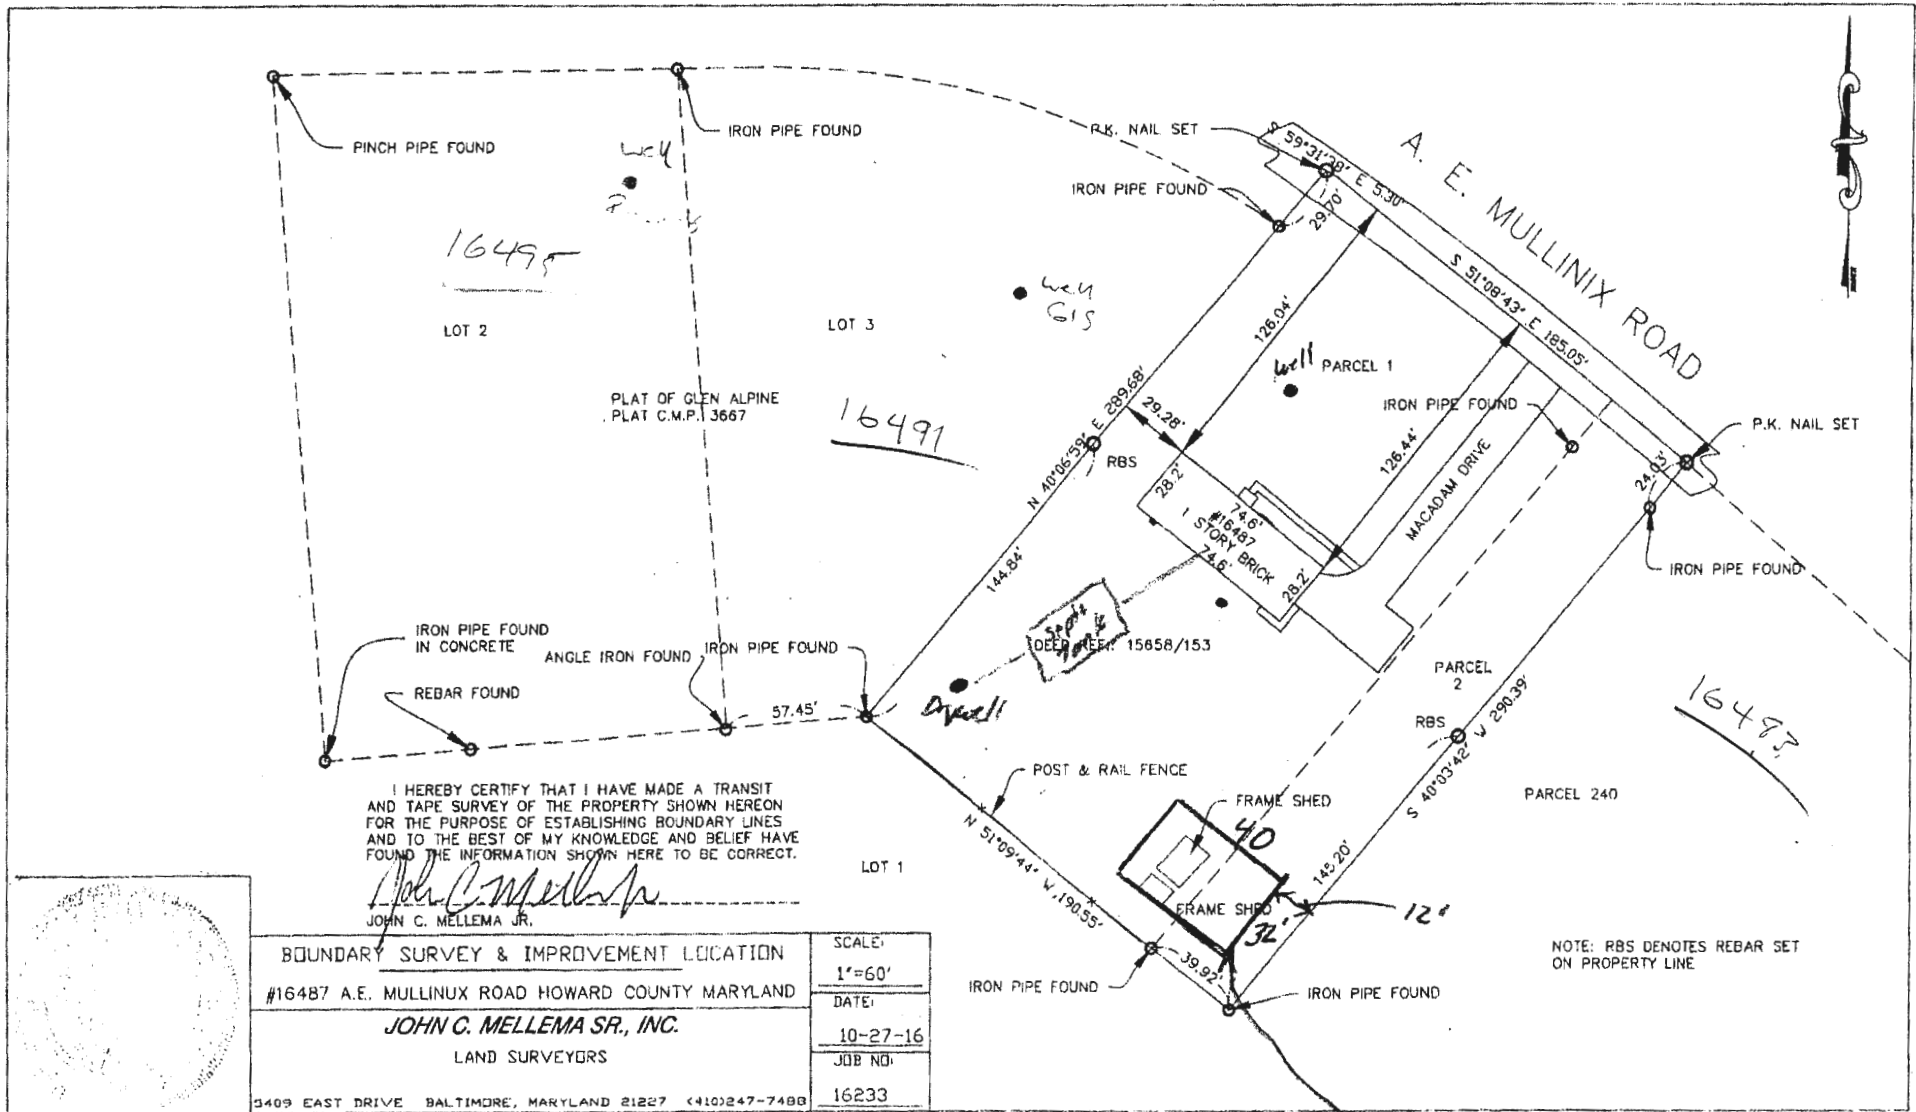 PINCH PIPE FOUND
IRON PIPE FOUND
well
16495
LOT 2
LOT 3
well
GIS
PLAT OF GLEN ALPINE
PLAT C.M.P. 3667
16491
P.K. NAIL SET
IRON PIPE FOUND
S 59°31'38" E 5.30'
29.70'
A. E. MULLINIX ROAD
S 51°08'43" E 185.05'
126.04'
well
PARCEL 1
IRON PIPE FOUND
P.K. NAIL SET
N 40°06'59" E 289.68'
29.28'
RBS
28.2'
126.44'
MACADAM DRIVE
24.03'
74.6'
#16487
1 STORY BRICK
74.6'
28.2'
IRON PIPE FOUND
144.84'
Septic
DEED REF: 15658/153
Drywell
PARCEL
2
RBS
S 40°03'42" W 290.39'
16483
IRON PIPE FOUND
IN CONCRETE
ANGLE IRON FOUND
IRON PIPE FOUND
REBAR FOUND
57.45'
POST & RAIL FENCE
N 51°09'44" W 190.55'
FRAME SHED
40
FRAME SHED
32'
145.20'
12'
PARCEL 240
LOT 1
39.92'
IRON PIPE FOUND
IRON PIPE FOUND
NOTE: RBS DENOTES REBAR SET
ON PROPERTY LINE
I HEREBY CERTIFY THAT I HAVE MADE A TRANSIT
AND TAPE SURVEY OF THE PROPERTY SHOWN HEREON
FOR THE PURPOSE OF ESTABLISHING BOUNDARY LINES
AND TO THE BEST OF MY KNOWLEDGE AND BELIEF HAVE
FOUND THE INFORMATION SHOWN HERE TO BE CORRECT.
John C Mellema Jr
JOHN C. MELLEMA JR.
BOUNDARY SURVEY & IMPROVEMENT LOCATION
#16487 A.E. MULLINUX ROAD HOWARD COUNTY MARYLAND
JOHN C. MELLEMA SR., INC.
LAND SURVEYORS
5409 EAST DRIVE BALTIMORE, MARYLAND 21227 (410)247-7488
SCALE:
1"=60'
DATE:
10-27-16
JOB NO:
16233